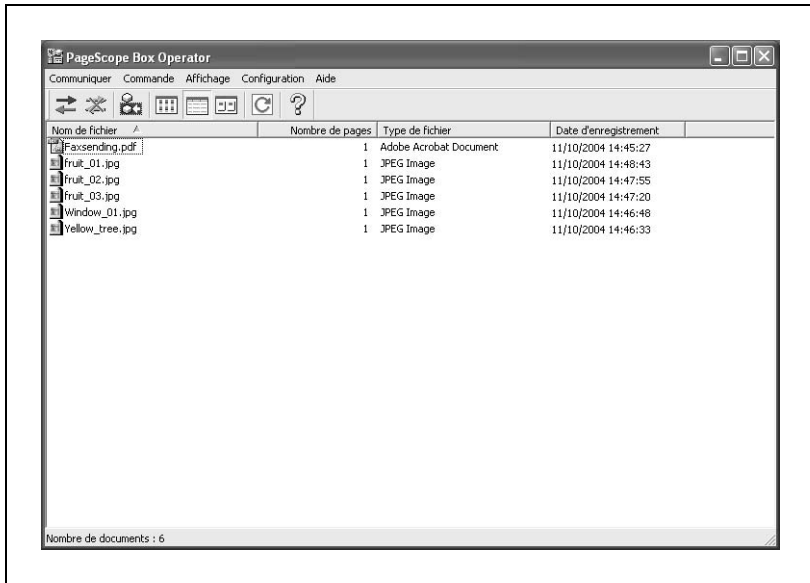 PageScope Box Operator
Communiquer Commande Affichage Configuration Aide
Nom de fichier Nombre de pages Type de fichier Date d'enregistrement
Faxsending.pdf 1 Adobe Acrobat Document 11/10/2004 14:45:27
fruit_01.jpg 1 JPEG Image 11/10/2004 14:48:43
fruit_02.jpg 1 JPEG Image 11/10/2004 14:47:55
fruit_03.jpg 1 JPEG Image 11/10/2004 14:47:20
Window_01.jpg 1 JPEG Image 11/10/2004 14:46:48
Yellow_tree.jpg 1 JPEG Image 11/10/2004 14:46:33
Nombre de documents : 6